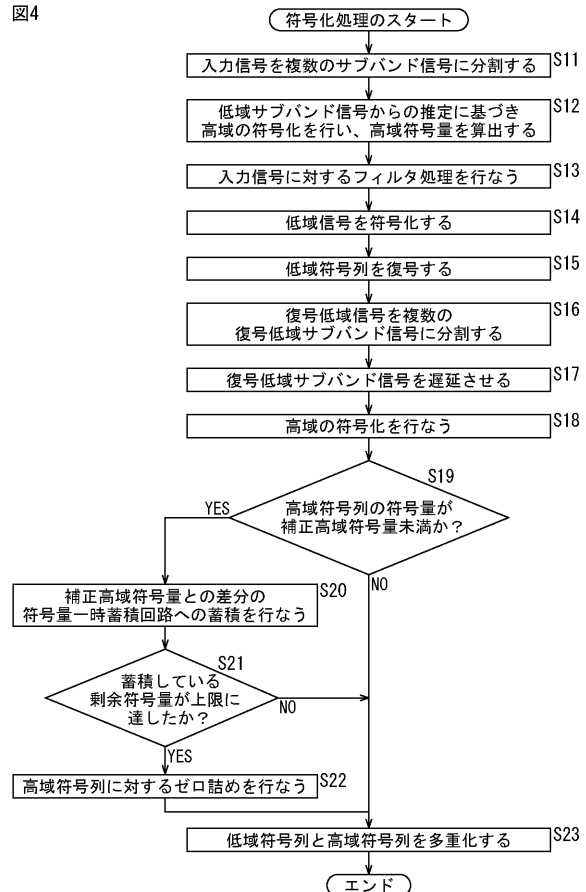 図4
符号化処理のスタート
入力信号を複数のサブバンド信号に分割する
S11
低域サブバンド信号からの推定に基づき
高域の符号化を行い、高域符号量を算出する
S12
入力信号に対するフィルタ処理を行なう
S13
低域信号を符号化する
S14
低域符号列を復号する
S15
復号低域信号を複数の
復号低域サブバンド信号に分割する
S16
復号低域サブバンド信号を遅延させる
S17
高域の符号化を行なう
S18
S19
高域符号列の符号量が
補正高域符号量未満か？
YES
NO
補正高域符号量との差分の
符号量一時蓄積回路への蓄積を行なう
S20
S21
蓄積している
剰余符号量が上限に
達したか？
NO
YES
高域符号列に対するゼロ詰めを行なう
S22
低域符号列と高域符号列を多重化する
S23
エンド